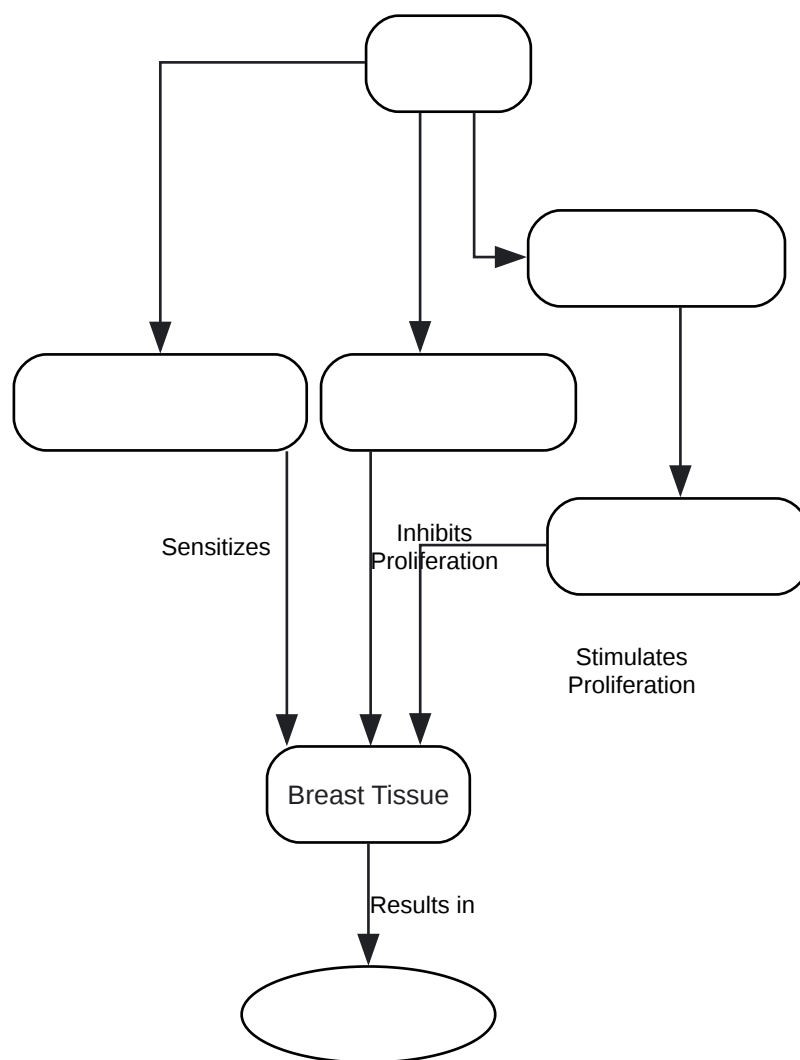 Sensitizes
Inhibits
Proliferation
Stimulates
Proliferation
Breast Tissue
Results in